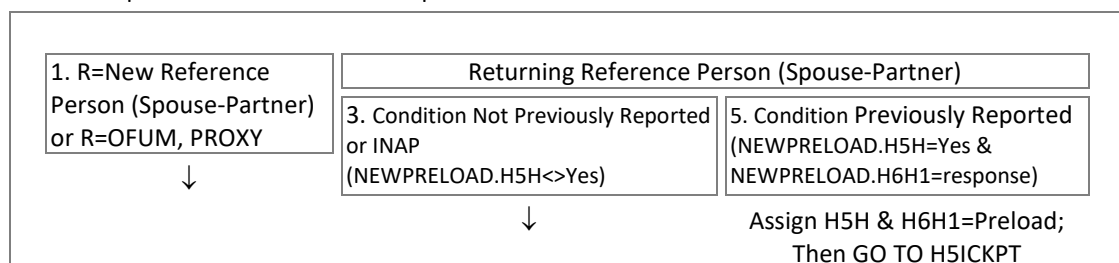 1. R=New Reference
Person (Spouse-Partner)
or R=OFUM, PROXY
↓
Returning Reference Person (Spouse-Partner)
3. Condition Not Previously Reported
or INAP
(NEWPRELOAD.H5H<>Yes)
↓
5. Condition Previously Reported
(NEWPRELOAD.H5H=Yes &
NEWPRELOAD.H6H1=response)
Assign H5H & H6H1=Preload;
Then GO TO H5ICKPT